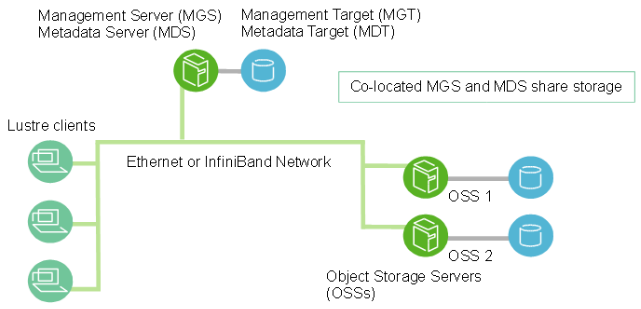 Management Server (MGS)
Metadata Server (MDS)
Management Target (MGT)
Metadata Target (MDT)
Co-located MGS and MDS share storage
Lustre clients
Ethernet or InfiniBand Network
OSS 1
OSS 2
Object Storage Servers
(OSSs)